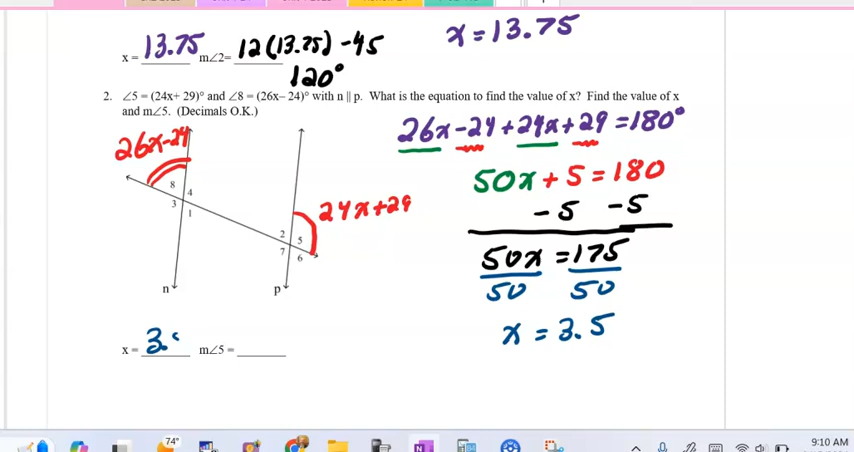 x = 13.75 m∠2= 12(13.75) -45
120°
x = 13.75
2. ∠5 = (24x+ 29)° and ∠8 = (26x– 24)° with n || p. What is the equation to find the value of x? Find the value of x
and m∠5. (Decimals O.K.)
26x-24
8
4
3
1
n
24x+29
2
5
7
6
p
26x -24 + 24x + 29 = 180°
50x + 5 = 180
-5 -5
50x = 175
50 50
x = 3.5
x = 3. m∠5 =
74°
9:10 AM